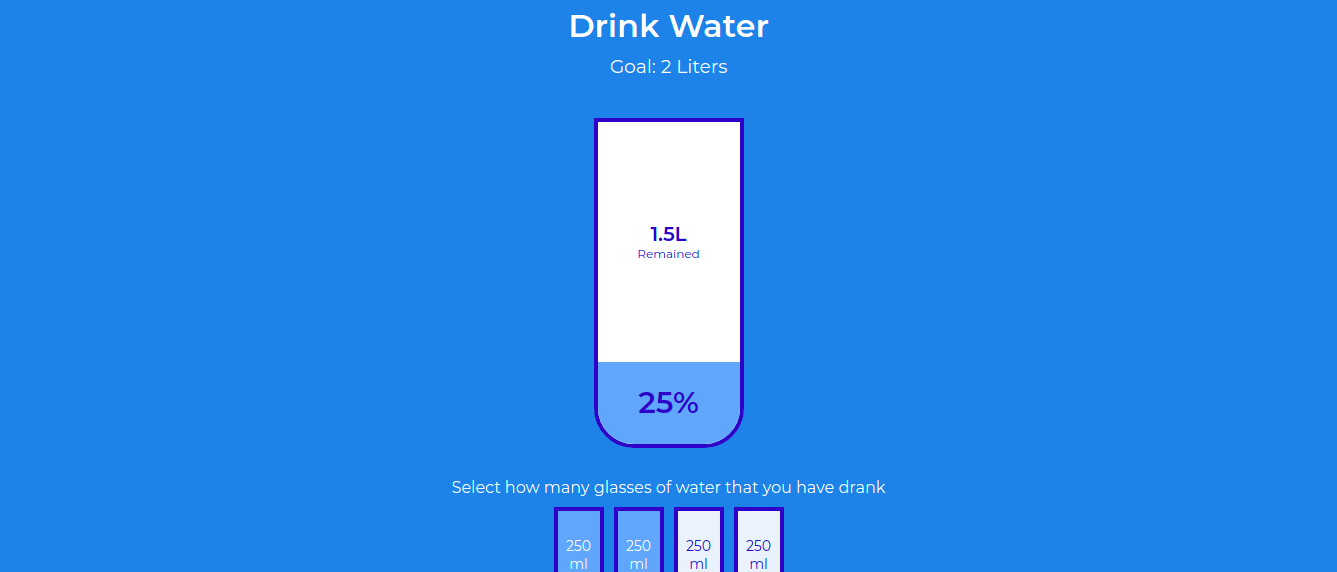 Drink Water
Goal: 2 Liters
1.5L
Remained
25%
Select how many glasses of water that you have drank
250 250 250 250
ml ml ml ml